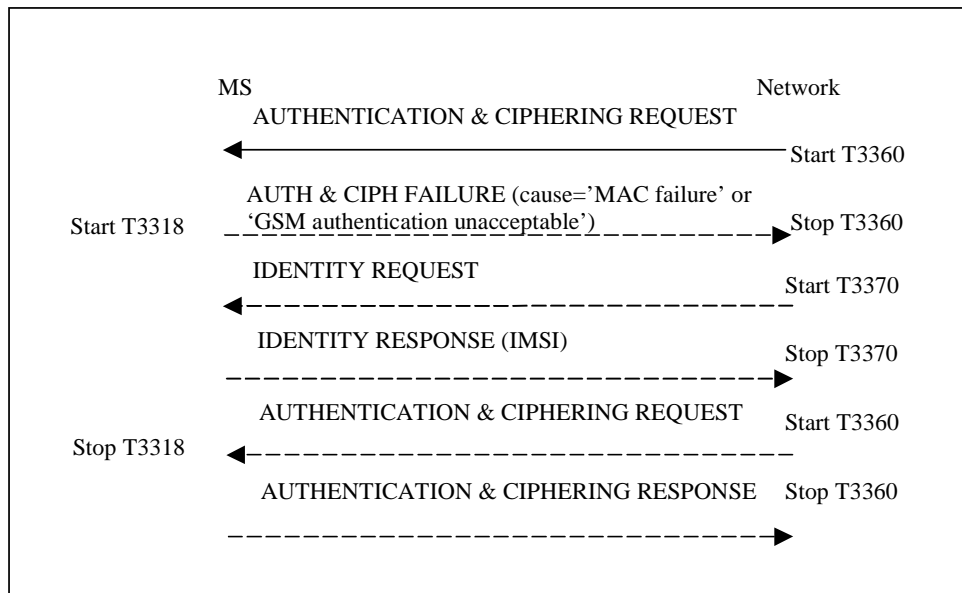 MS
Network
AUTHENTICATION & CIPHERING REQUEST
Start T3360
AUTH & CIPH FAILURE (cause='MAC failure' or
‘GSM authentication unacceptable’)
Start T3318
Stop T3360
IDENTITY REQUEST
Start T3370
IDENTITY RESPONSE (IMSI)
Stop T3370
AUTHENTICATION & CIPHERING REQUEST
Start T3360
Stop T3318
AUTHENTICATION & CIPHERING RESPONSE
Stop T3360